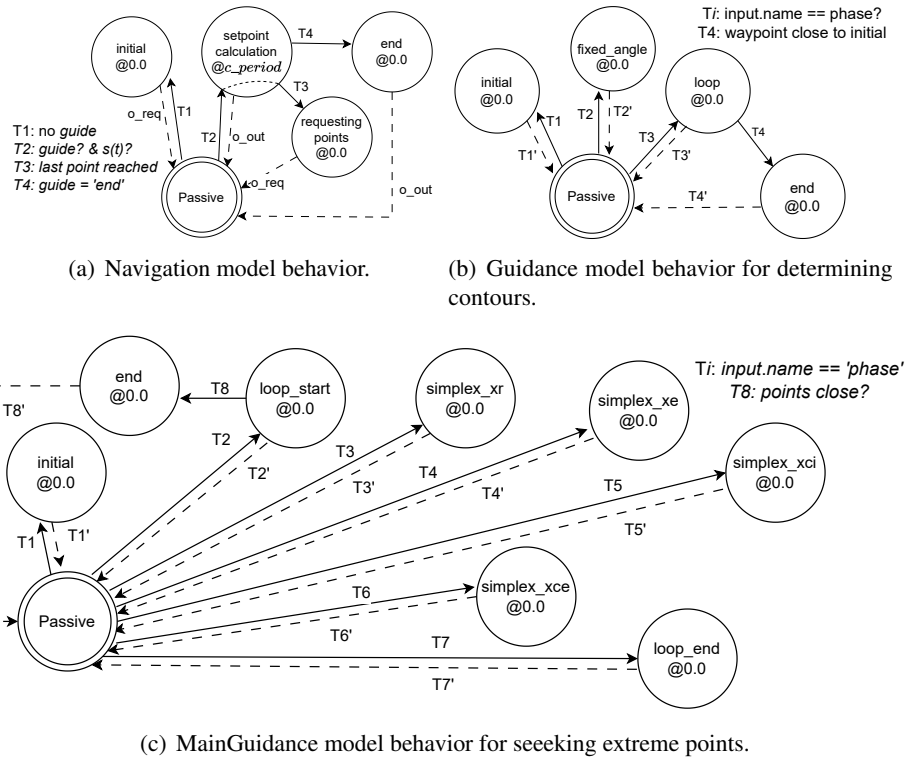 initial
@0.0
setpoint
calculation
@c_period
T4
end
@0.0
T3
requesting
points
@0.0
o_req
T1
T2
o_out
o_req
o_out
Passive
T1: no guide
T2: guide? & s(t)?
T3: last point reached
T4: guide = 'end'
(a) Navigation model behavior.
Ti: input.name == phase?
T4: waypoint close to initial
initial
@0.0
fixed_angle
@0.0
loop
@0.0
T1
T1'
T2
T2'
T3
T3'
T4
Passive
T4'
end
@0.0
(b) Guidance model behavior for determining
contours.
end
@0.0
T8
loop_start
@0.0
simplex_xr
@0.0
simplex_xe
@0.0
Ti: input.name == 'phase'
T8: points close?
T8'
initial
@0.0
T2
T2'
T3
T3'
T4
T4'
simplex_xci
@0.0
T5
T5'
T1
T1'
simplex_xce
@0.0
T6
T6'
Passive
T7
T7'
loop_end
@0.0
(c) MainGuidance model behavior for seeeking extreme points.